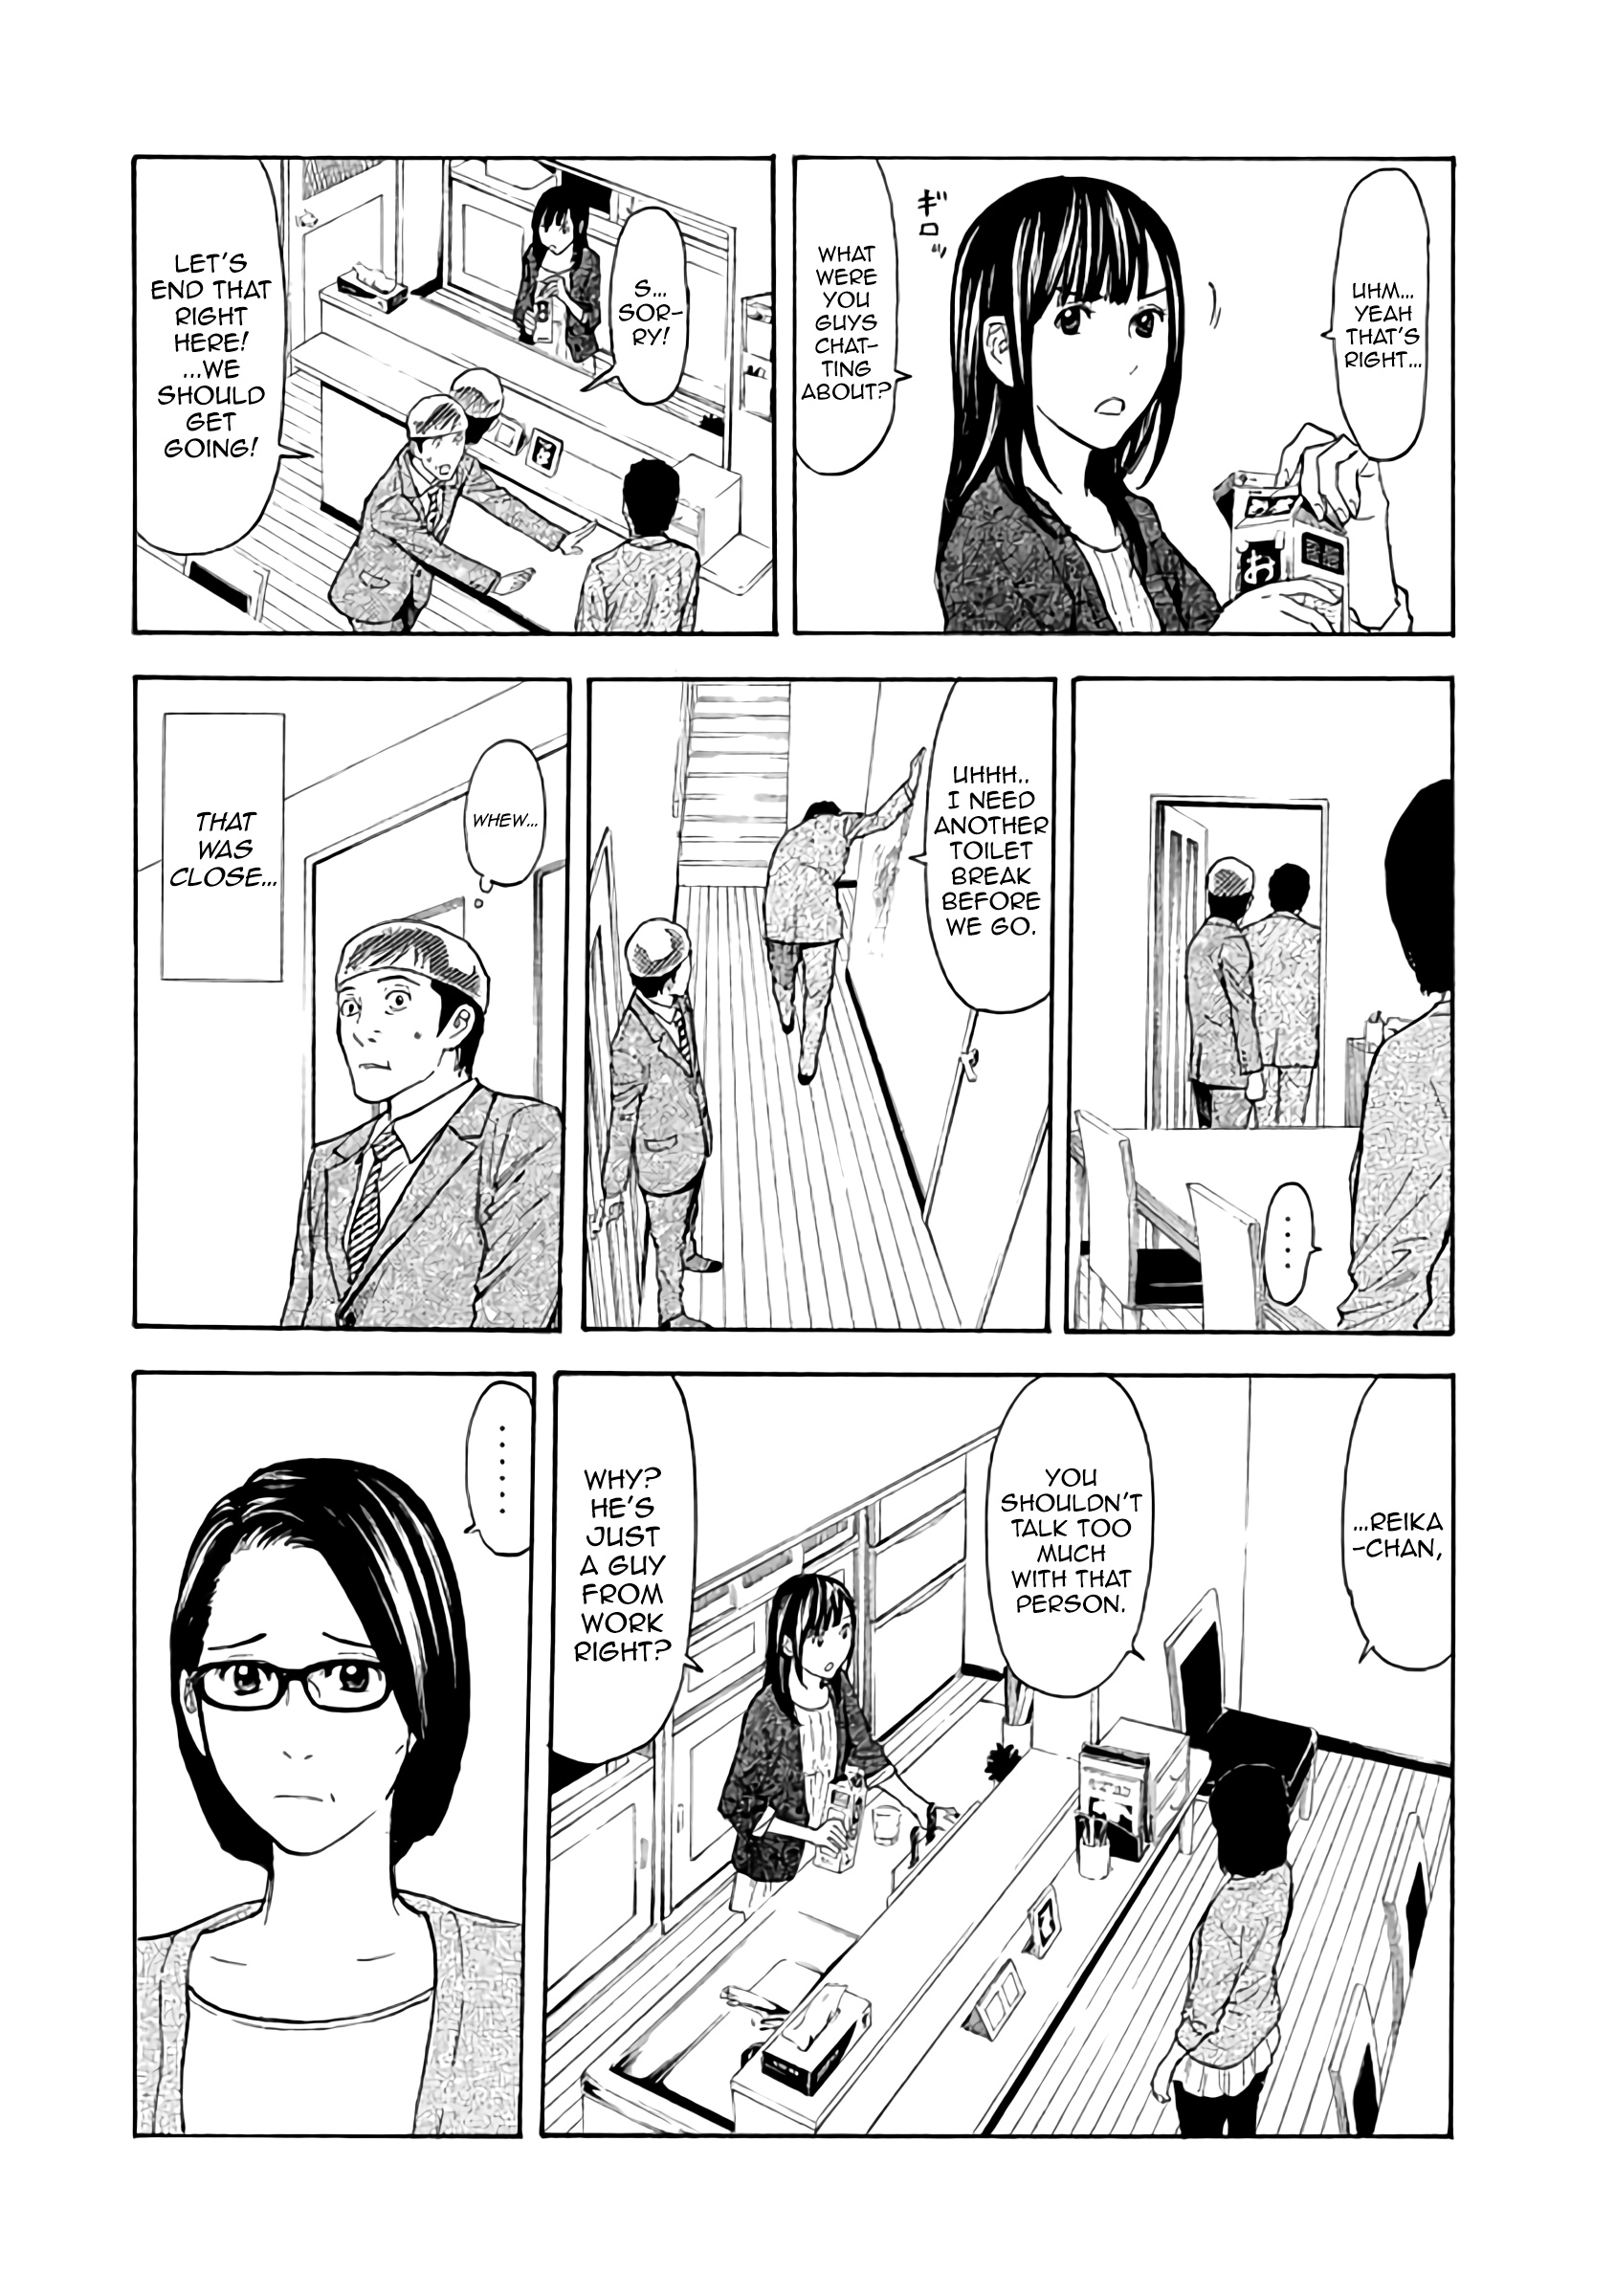 UHM...
YEAH
THAT'S
RIGHT...
ギロッ
WHAT
WERE
YOU
GUYS
CHAT-
TING
ABOUT?
お
S...
SOR-
RY!
LET'S
END THAT
RIGHT
HERE!
...WE
SHOULD
GET
GOING!
.....
UHHH..
I NEED
ANOTHER
TOILET
BREAK
BEFORE
WE GO.
WHEW...
THAT
WAS
CLOSE...
...REIKA
-CHAN,
YOU
SHOULDN'T
TALK TOO
MUCH
WITH THAT
PERSON.
WHY?
HE'S
JUST
A GUY
FROM
WORK
RIGHT?
......